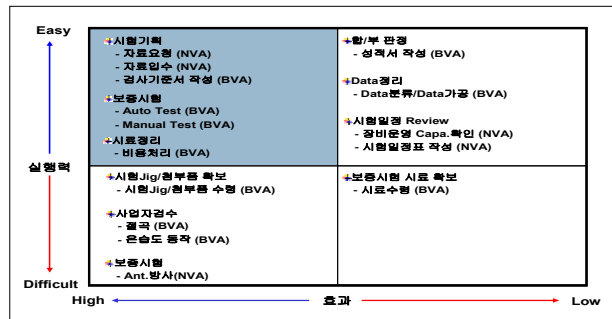 Easy
실행력
Difficult
시험기획
- 자료요청 (NVA)
- 자료입수 (NVA)
- 검사기준서 작성 (BVA)
보증시험
- Auto Test (BVA)
- Manual Test (BVA)
시료정리
- 비용처리 (BVA)
합/부 판정
- 성적서 작성 (BVA)
Data정리
- Data분류/Data가공 (BVA)
시험일정 Review
- 장비운영 Capa.확인 (NVA)
- 시험일정표 작성 (NVA)
시험Jig/첨부품 확보
- 시험Jig/첨부품 수령 (BVA)
사업자검수
- 질곡 (BVA)
- 온습도 동작 (BVA)
보증시험
- Ant.방사(NVA)
보증시험 시료 확보
- 시료수령 (BVA)
High
효과
Low